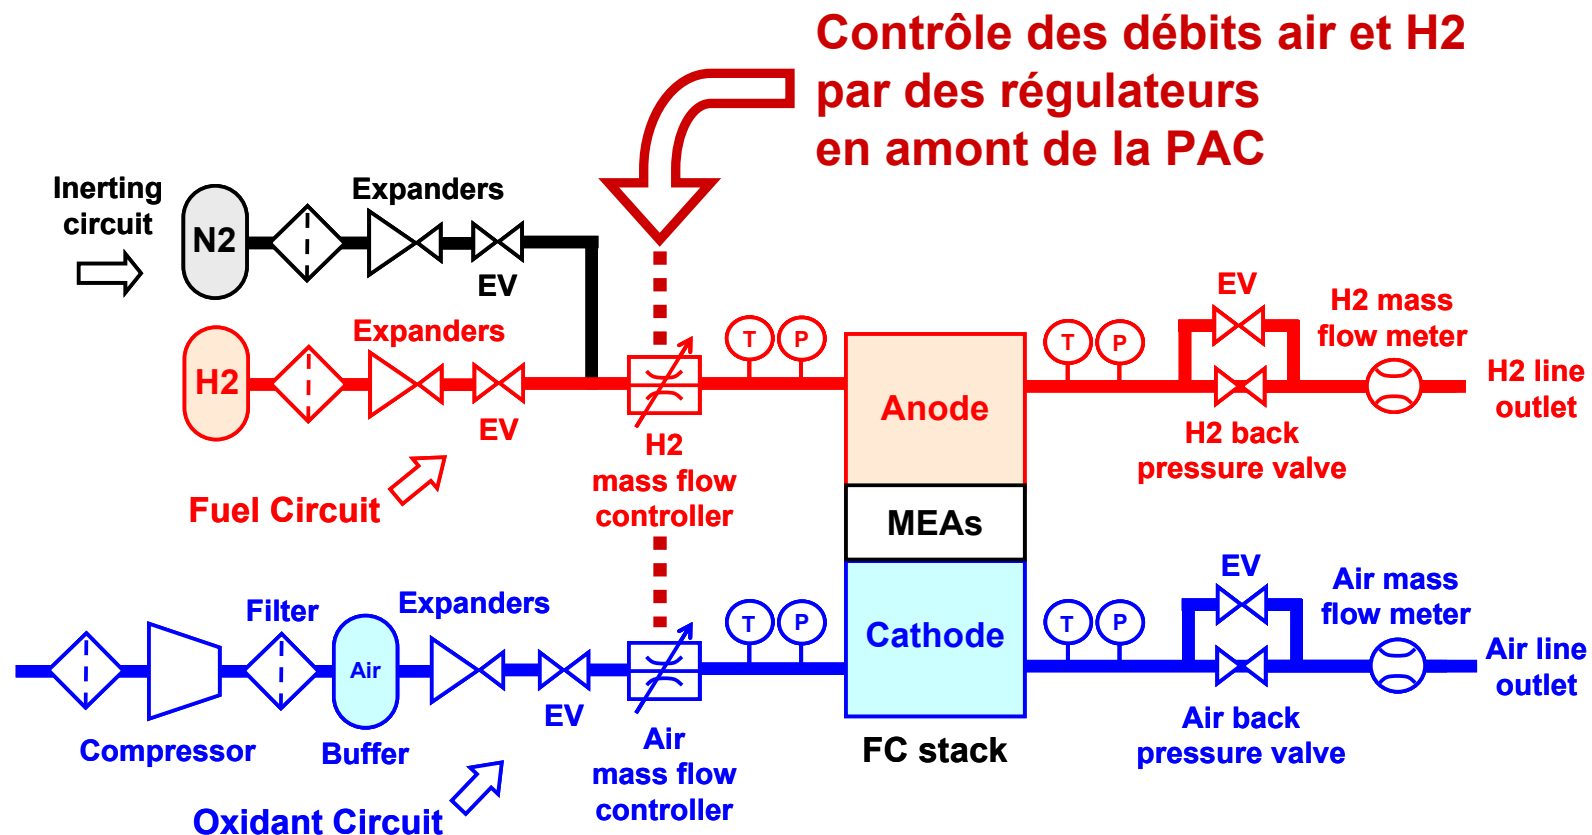 Contrôle des débits air et H2
par des régulateurs
en amont de la PAC
Inerting
circuit
N2
Expanders
EV
H2
Expanders
EV
Fuel Circuit
H2
mass flow
controller
T
P
Anode
MEAs
Cathode
FC stack
T
P
EV
H2 back
pressure valve
H2 mass
flow meter
H2 line
outlet
Compressor
Filter
Air
Buffer
Expanders
EV
Oxidant Circuit
Air
mass flow
controller
T
P
T
P
EV
Air back
pressure valve
Air mass
flow meter
Air line
outlet